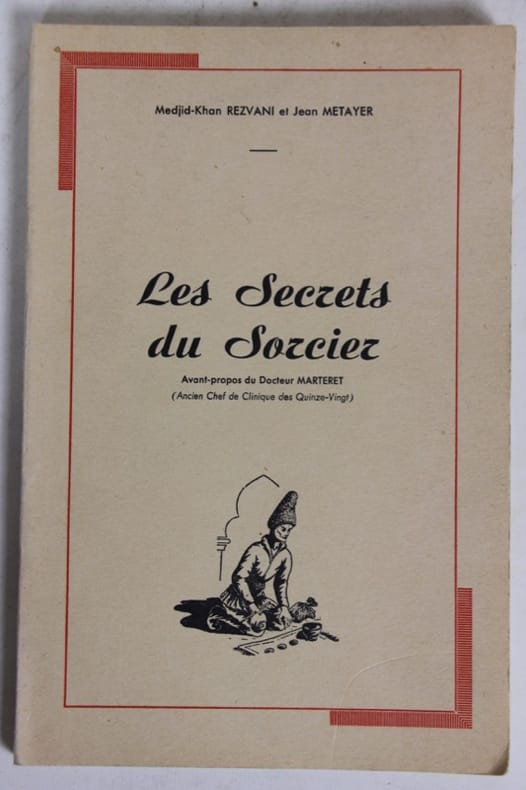 Medjid-Khan REZVANI et Jean METAYER
Les Secrets
du Sorcier
Avant-propos du Docteur MARTERET
(Ancien Chef de Clinique des Quinze-Vingt)